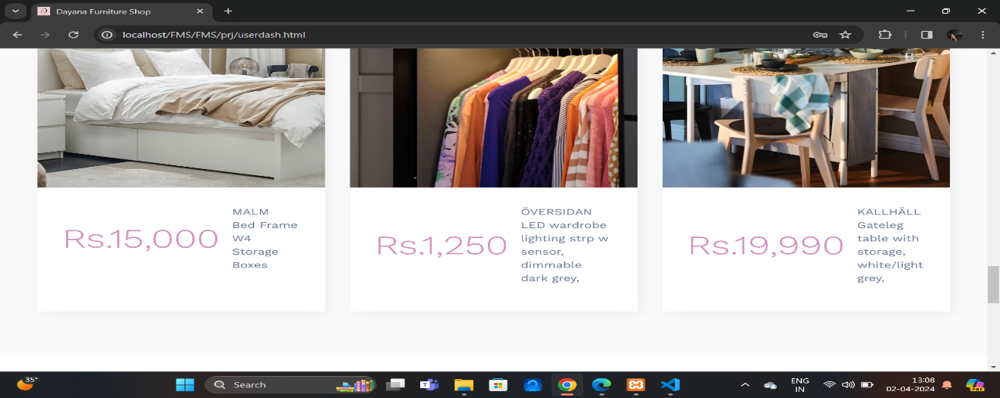 Dayana Furniture Shop
localhost/FMS/FMS/prj/userdash.html
Rs.15,000
MALM
Bed Frame
W4
Storage
Boxes
Rs.1,250
ÖVERSIDAN
LED wardrobe
lighting strp w
sensor,
dimmable
dark grey,
Rs.19,990
KALLHÄLL
Gateleg
table with
storage,
white/light
grey,
35°
Search
ENG
IN
13:08
02-04-2024
PRE